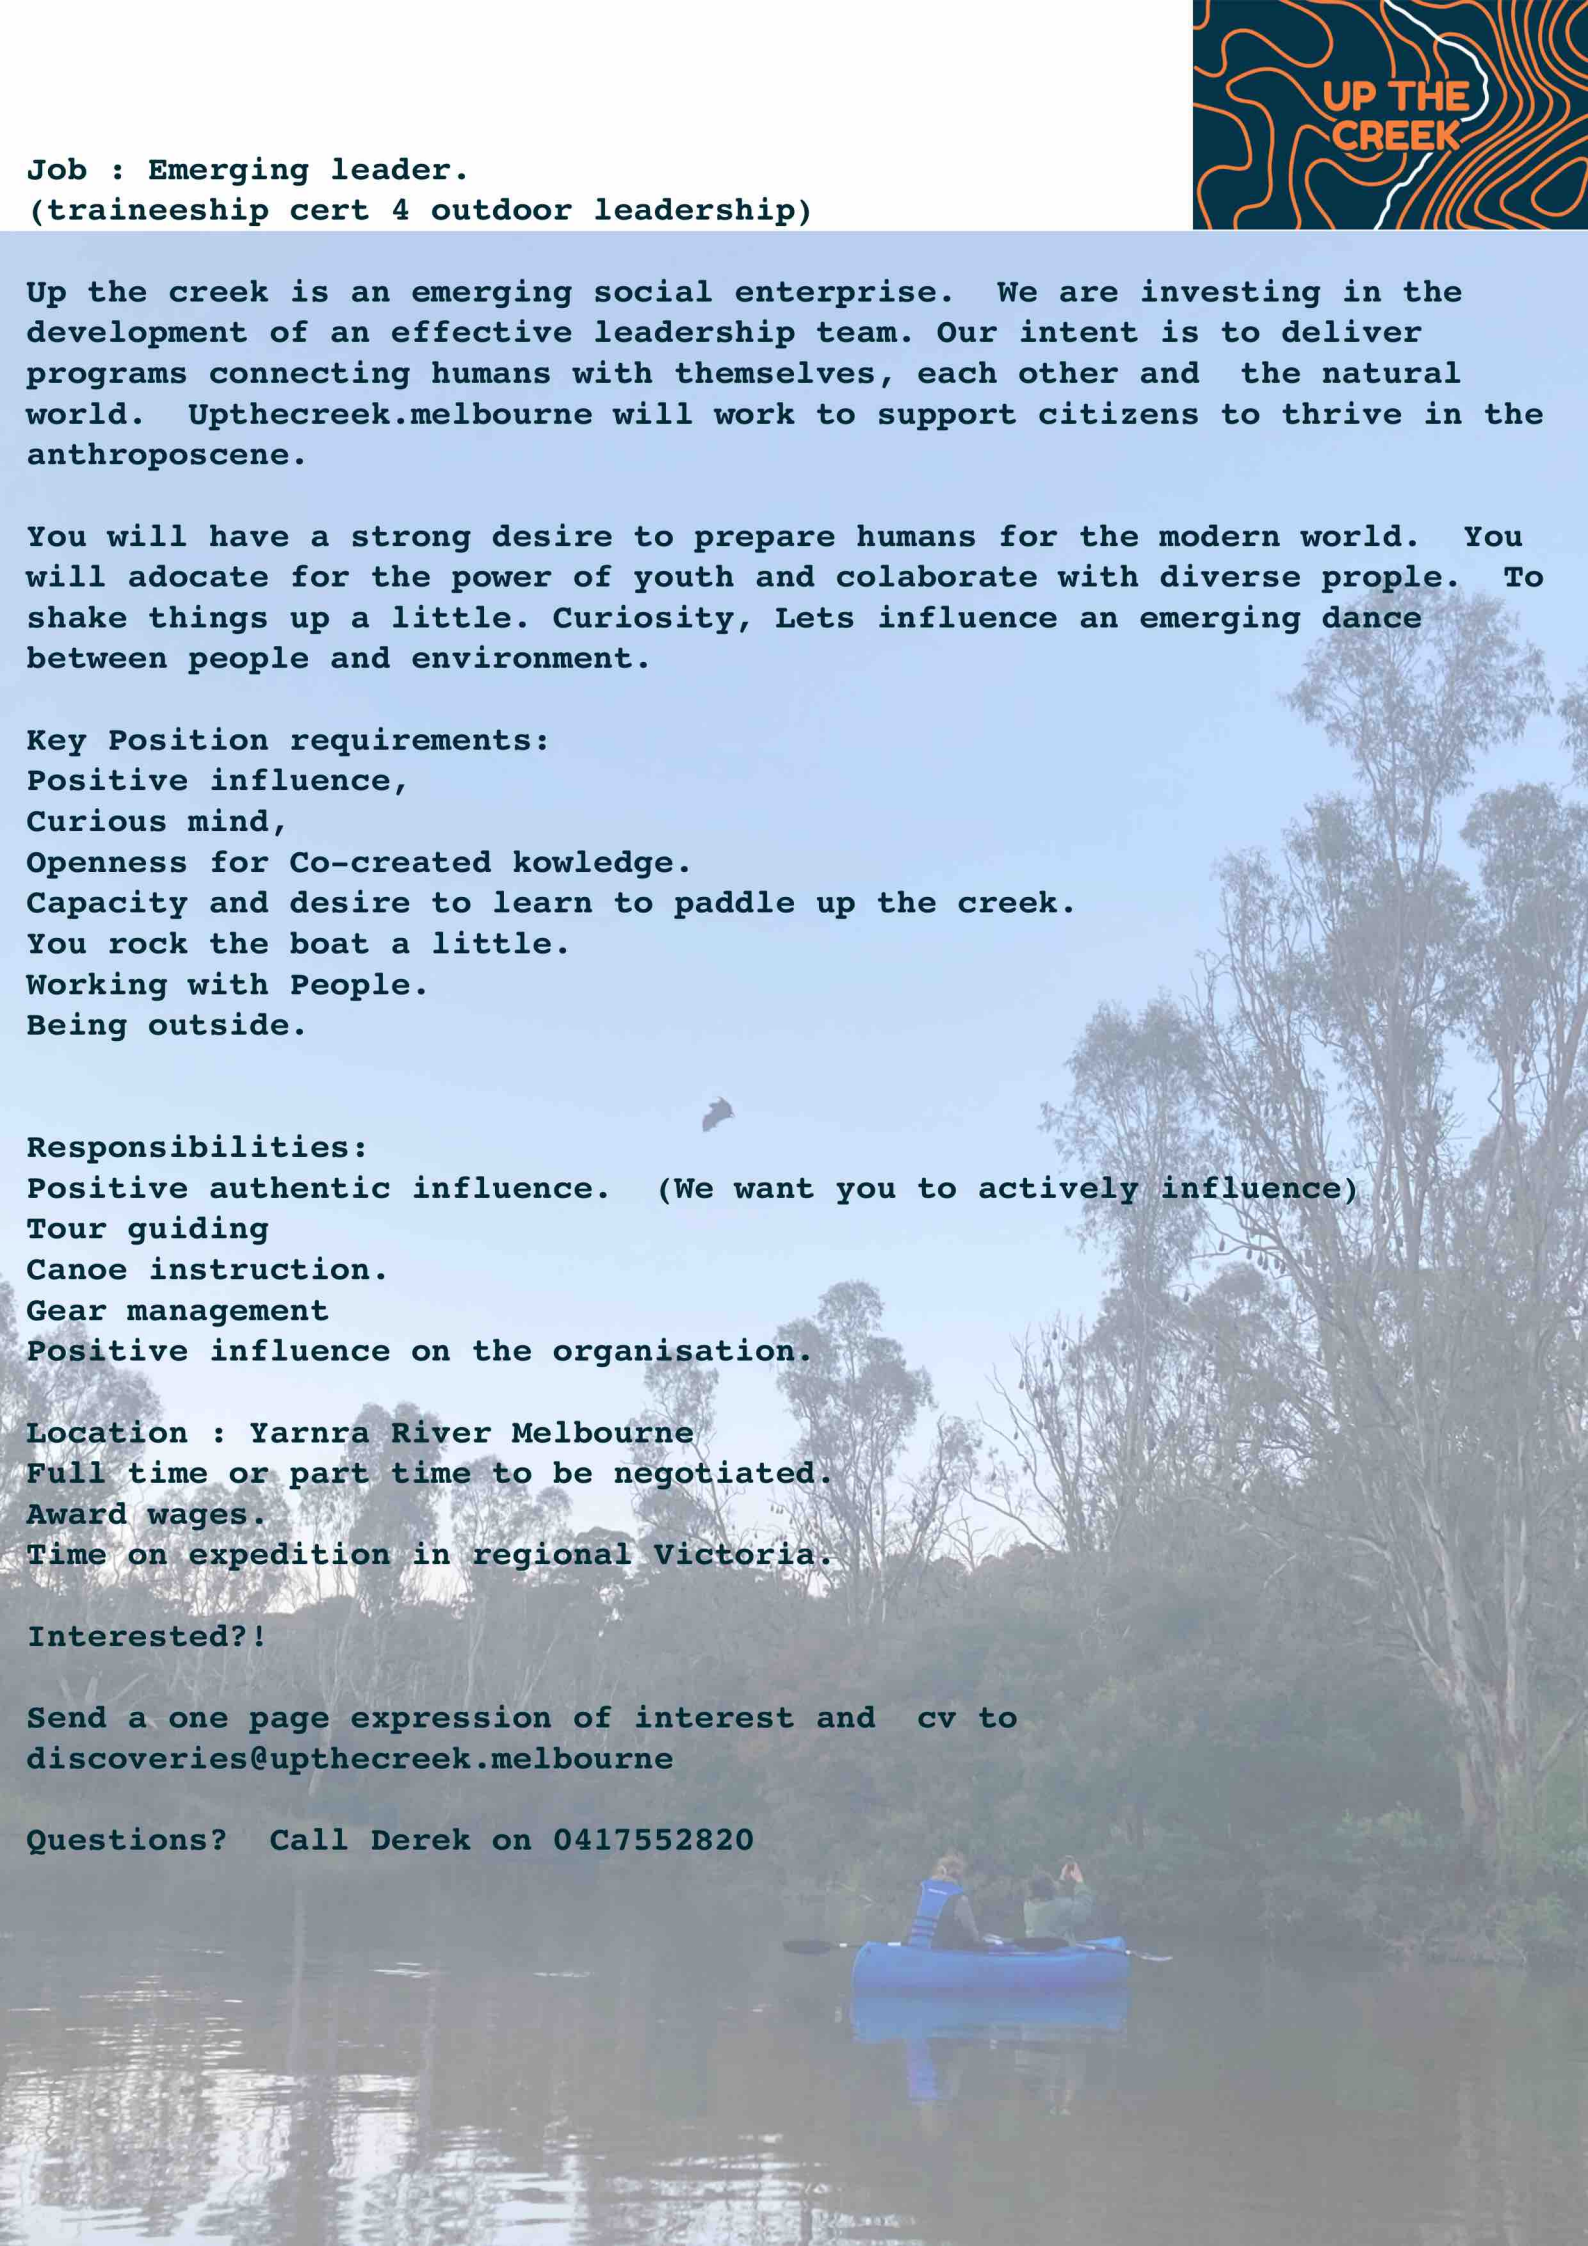 UP THE
CREEK
Job : Emerging leader.
(traineeship cert 4 outdoor leadership)
Up the creek is an emerging social enterprise.  We are investing in the
development of an effective leadership team. Our intent is to deliver
programs connecting humans with themselves, each other and  the natural
world.  Upthecreek.melbourne will work to support citizens to thrive in the
anthroposcene.
You will have a strong desire to prepare humans for the modern world.  You
will adocate for the power of youth and colaborate with diverse prople.  To
shake things up a little. Curiosity, Lets influence an emerging dance
between people and environment.
Key Position requirements:
Positive influence,
Curious mind,
Openness for Co-created kowledge.
Capacity and desire to learn to paddle up the creek.
You rock the boat a little.
Working with People.
Being outside.
Responsibilities:
Positive authentic influence.  (We want you to actively influence)
Tour guiding
Canoe instruction.
Gear management
Positive influence on the organisation.
Location : Yarnra River Melbourne
Full time or part time to be negotiated.
Award wages.
Time on expedition in regional Victoria.
Interested?!
Send a one page expression of interest and  cv to
discoveries@upthecreek.melbourne
Questions?  Call Derek on 0417552820